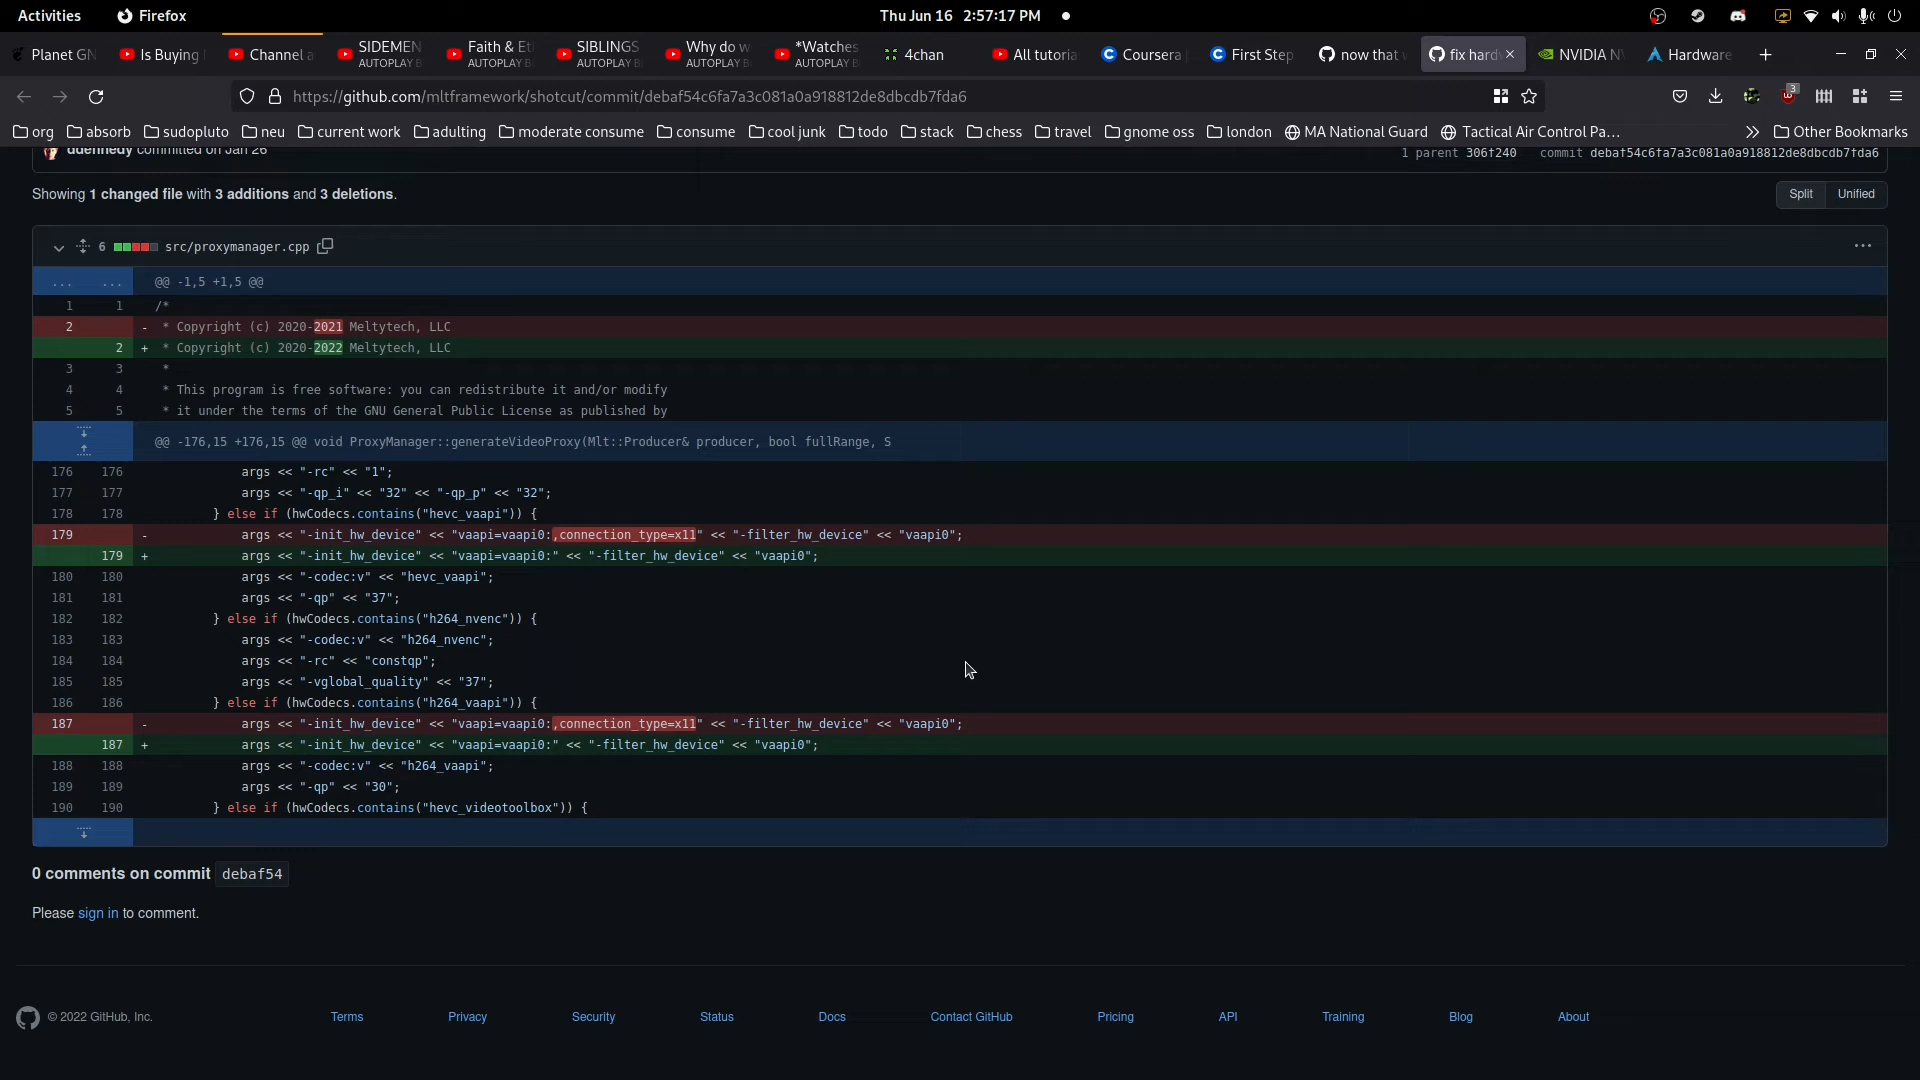 Activities Firefox Thu Jun 16 2:57:17 PM
Planet GN Is Buying Channel a SIDEMEN AUTOPLAY B Faith & Et AUTOPLAY B SIBLINGS AUTOPLAY B Why do w AUTOPLAY B *Watches AUTOPLAY B 4chan All tutoria Coursera First Step now that fix hard NVIDIA N Hardware
https://github.com/mltframework/shotcut/commit/debaf54c6fa7a3c081a0a918812de8dbcdb7fda6 3
org absorb sudopluto neu current work adulting moderate consume consume cool junk todo stack chess travel gnome oss london MA National Guard Tactical Air Control Pa… Other Bookmarks
ddennedy committed on Jan 26 1 parent 306f240 commit debaf54c6fa7a3c081a0a918812de8dbcdb7fda6
Showing 1 changed file with 3 additions and 3 deletions. Split Unified
6 src/proxymanager.cpp ...
... ... @@ -1,5 +1,5 @@
1 1 /*
2 - * Copyright (c) 2020-2021 Meltytech, LLC
2 + * Copyright (c) 2020-2022 Meltytech, LLC
3 3 *
4 4 * This program is free software: you can redistribute it and/or modify
5 5 * it under the terms of the GNU General Public License as published by
@@ -176,15 +176,15 @@ void ProxyManager::generateVideoProxy(Mlt::Producer& producer, bool fullRange, S
176 176 args << "-rc" << "1";
177 177 args << "-qp_i" << "32" << "-qp_p" << "32";
178 178 } else if (hwCodecs.contains("hevc_vaapi")) {
179 - args << "-init_hw_device" << "vaapi=vaapi0:,connection_type=x11" << "-filter_hw_device" << "vaapi0";
179 + args << "-init_hw_device" << "vaapi=vaapi0:" << "-filter_hw_device" << "vaapi0";
180 180 args << "-codec:v" << "hevc_vaapi";
181 181 args << "-qp" << "37";
182 182 } else if (hwCodecs.contains("h264_nvenc")) {
183 183 args << "-codec:v" << "h264_nvenc";
184 184 args << "-rc" << "constqp";
185 185 args << "-vglobal_quality" << "37";
186 186 } else if (hwCodecs.contains("h264_vaapi")) {
187 - args << "-init_hw_device" << "vaapi=vaapi0:,connection_type=x11" << "-filter_hw_device" << "vaapi0";
187 + args << "-init_hw_device" << "vaapi=vaapi0:" << "-filter_hw_device" << "vaapi0";
188 188 args << "-codec:v" << "h264_vaapi";
189 189 args << "-qp" << "30";
190 190 } else if (hwCodecs.contains("hevc_videotoolbox")) {
0 comments on commit debaf54
Please sign in to comment.
© 2022 GitHub, Inc. Terms Privacy Security Status Docs Contact GitHub Pricing API Training Blog About